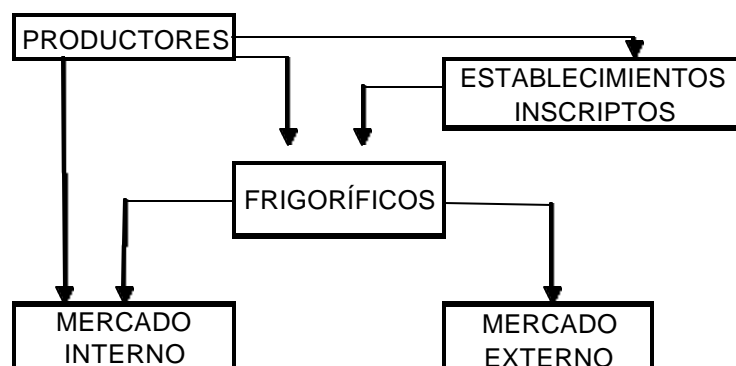 PRODUCTORES
ESTABLECIMIENTOS
INSCRIPTOS
FRIGORÍFICOS
MERCADO
INTERNO
MERCADO
EXTERNO